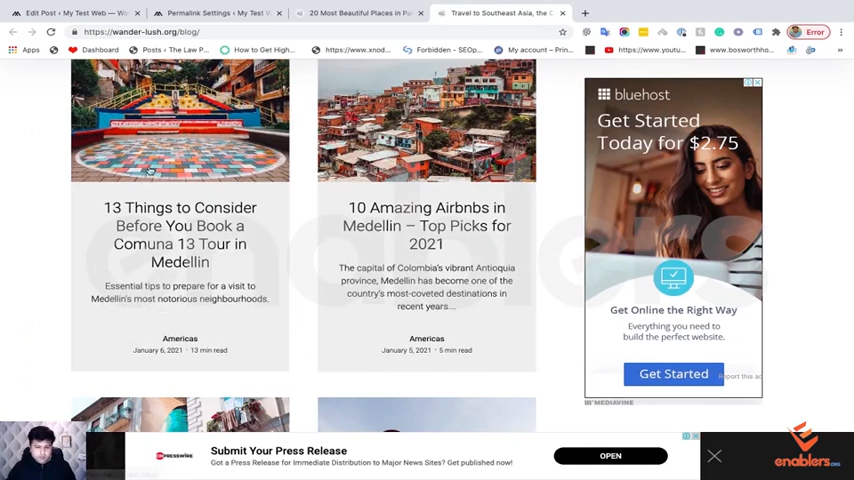 Edit Post ‹ My Test Web — W
Permalink Settings ‹ My Test W
20 Most Beautiful Places in Pa
Travel to Southeast Asia, the C
https://wander-lush.org/blog/
Error
Apps
Dashboard
Posts ‹ The Law P...
How to Get High...
https://www.xnod...
Forbidden - SEOp...
My account – Prin...
https://www.youtu...
www.bosworthho...
bluehost
Get Started
Today for $2.75
13 Things to Consider
Before You Book a
Comuna 13 Tour in
Medellin
Essential tips to prepare for a visit to
Medellin's most notorious neighbourhoods.
Americas
January 6, 2021 · 13 min read
10 Amazing Airbnbs in
Medellin – Top Picks for
2021
The capital of Colombia's vibrant Antioquia
province, Medellin has become one of the
country's most-coveted destinations in
recent years....
Americas
January 5, 2021 · 5 min read
enablers
Get Online the Right Way
Everything you need to
build the perfect website.
Get Started
Report this ad
MEDIAVINE
EINPRESSWIRE
Submit Your Press Release
Got a Press Release for Immediate Distribution to Major News Sites? Get published now!
OPEN
enablers.ORG